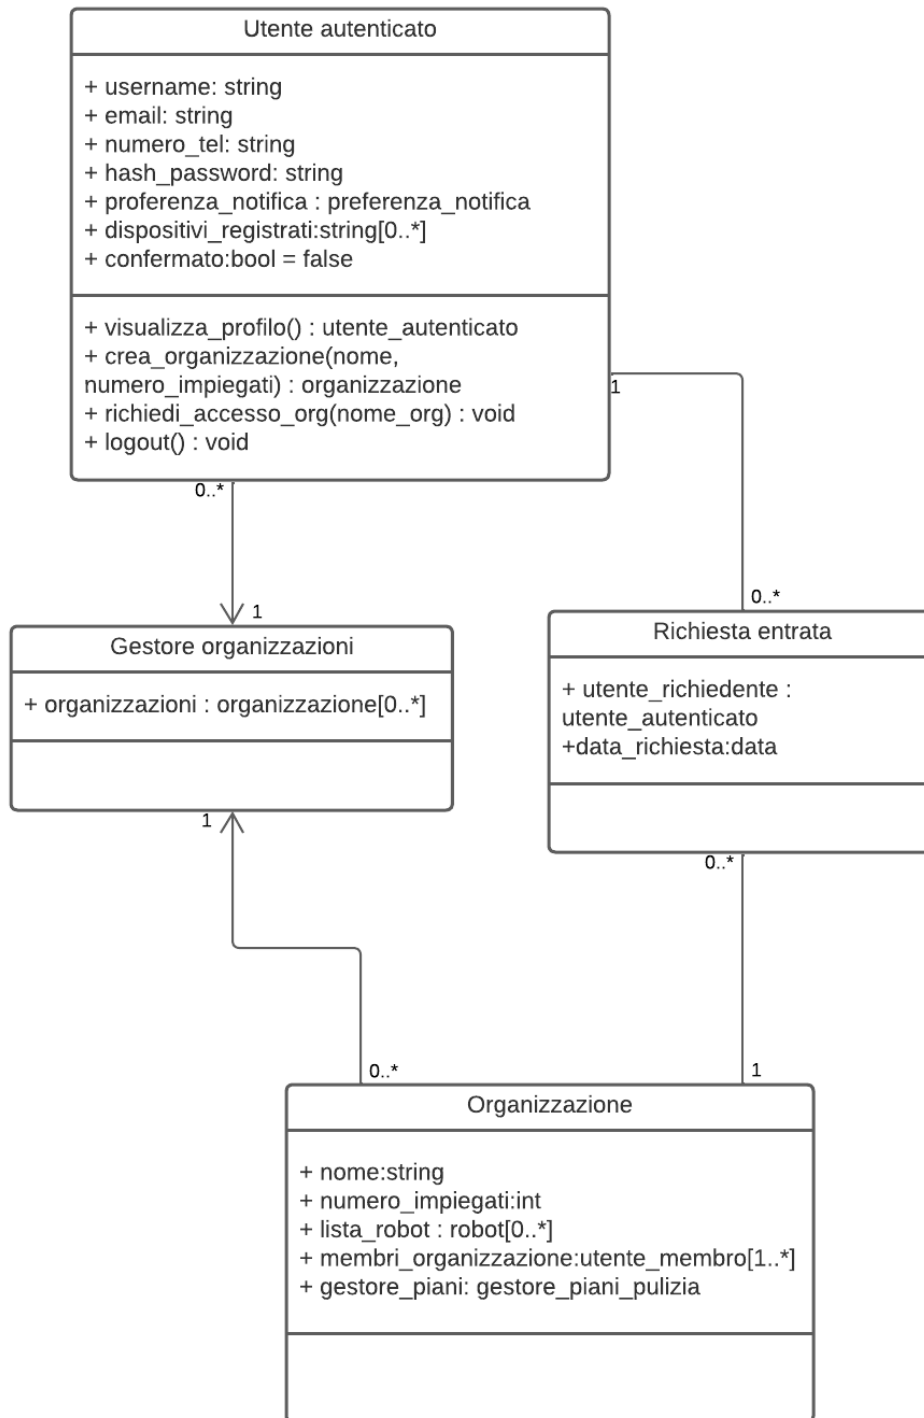 Utente autenticato
+ username: string
+ email: string
+ numero_tel: string
+ hash_password: string
+ proferenza_notifica : preferenza_notifica
+ dispositivi_registrati:string[0..*]
+ confermato:bool = false
+ visualizza_profilo() : utente_autenticato
+ crea_organizzazione(nome,
numero_impiegati) : organizzazione
+ richiedi_accesso_org(nome_org) : void
+ logout() : void
1
0..*
0..*
1
Gestore organizzazioni
+ organizzazioni : organizzazione[0..*]
Richiesta entrata
+ utente_richiedente :
utente_autenticato
+data_richiesta:data
1
0..*
0..*
1
Organizzazione
+ nome:string
+ numero_impiegati:int
+ lista_robot : robot[0..*]
+ membri_organizzazione:utente_membro[1..*]
+ gestore_piani: gestore_piani_pulizia